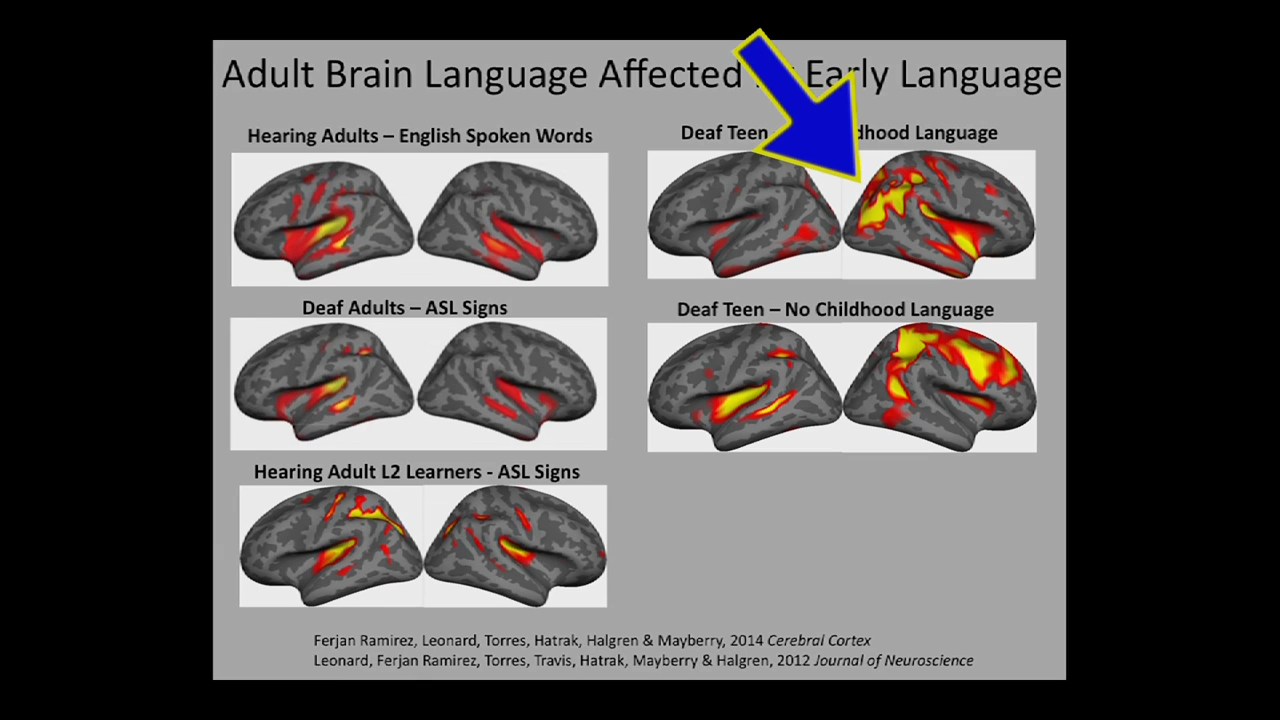 Adult Brain Language Affected Early Language
Hearing Adults – English Spoken Words
Deaf Teen Language
Deaf Adults – ASL Signs
Deaf Teen – No Childhood Language
Hearing Adult L2 Learners - ASL Signs
Ferjan Ramirez, Leonard, Torres, Hatrak, Halgren & Mayberry, 2014 Cerebral Cortex
Leonard, Ferjan Ramirez, Torres, Travis, Hatrak, Mayberry & Halgren, 2012 Journal of Neuroscience